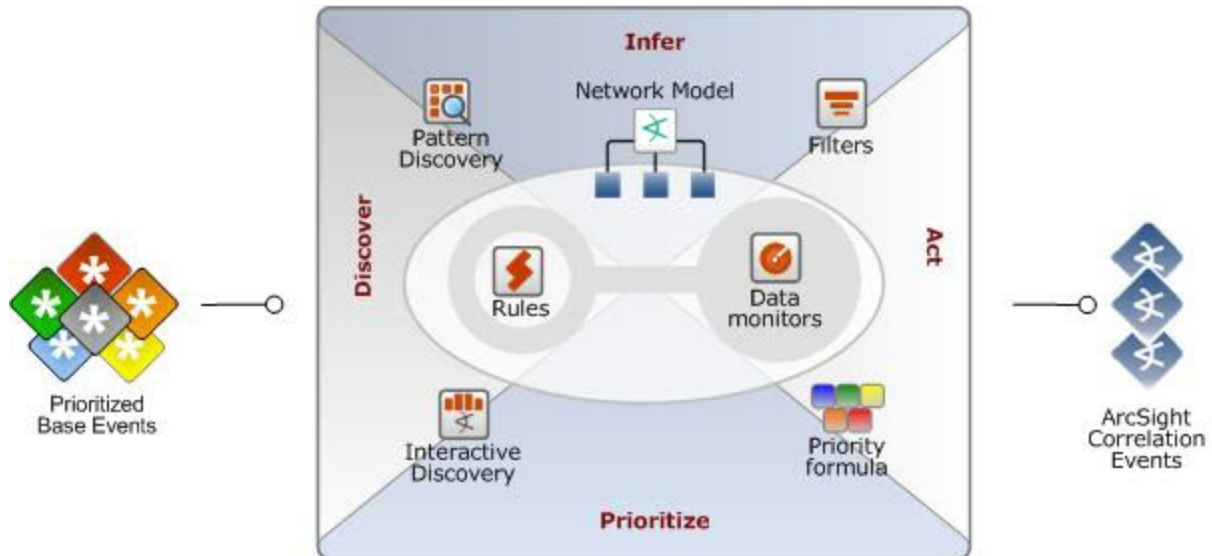 Infer
Network Model
Pattern
Discovery
Filters
Discover
Act
Rules
Data
monitors
Prioritized
Base Events
ArcSight
Correlation
Events
Interactive
Discovery
Priority
formula
Prioritize